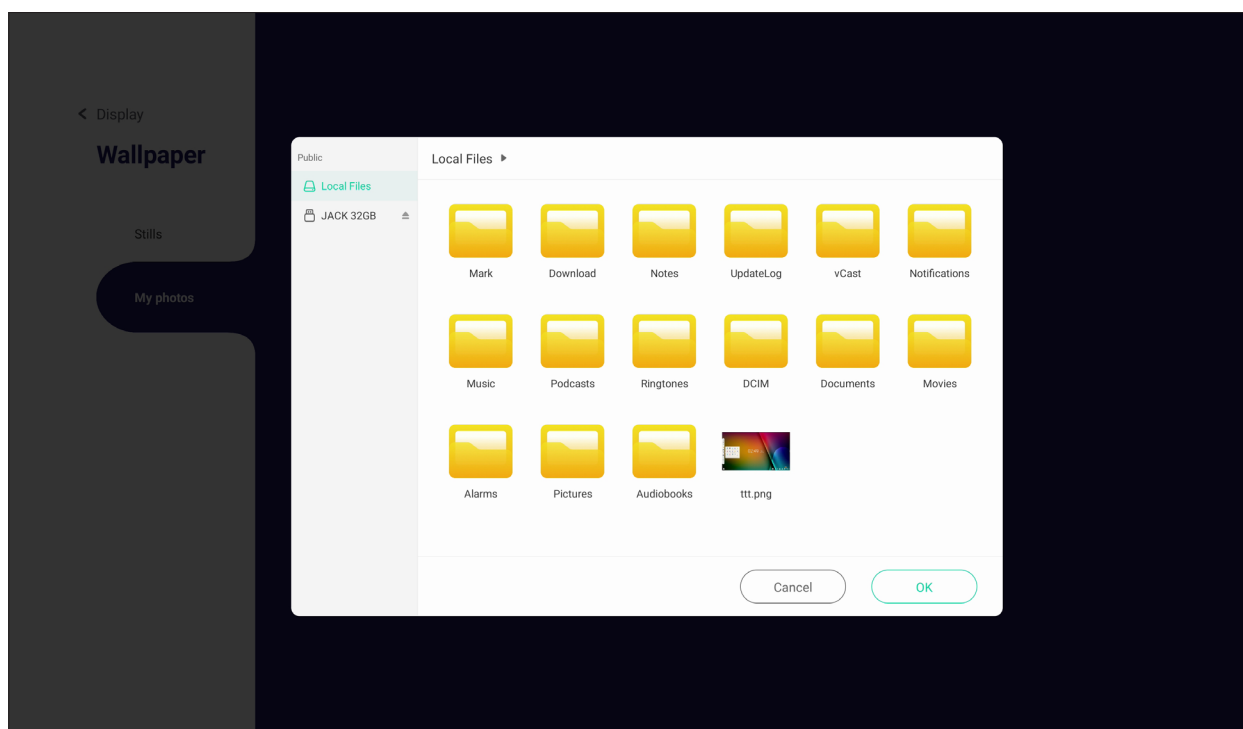 Display
Wallpaper
Stills
My photos
Public
Local Files
JACK 32GB
Local Files
Mark Download Notes UpdateLog vCast Notifications
Music Podcasts Ringtones DCIM Documents Movies
Alarms Pictures Audiobooks ttt.png
Cancel OK